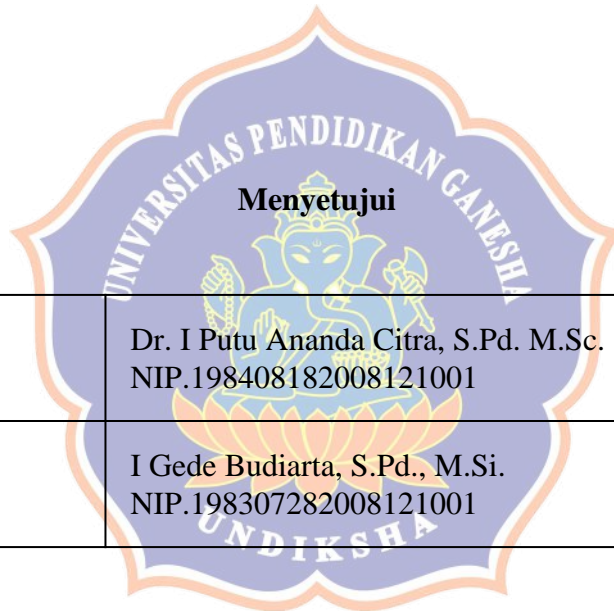 UNIVERSITAS PENDIDIKAN GANESHA
Menyetujui
Dr. I Putu Ananda Citra, S.Pd. M.Sc.
NIP.198408182008121001
I Gede Budiarta, S.Pd., M.Si.
NIP.198307282008121001
UNDIKSHA